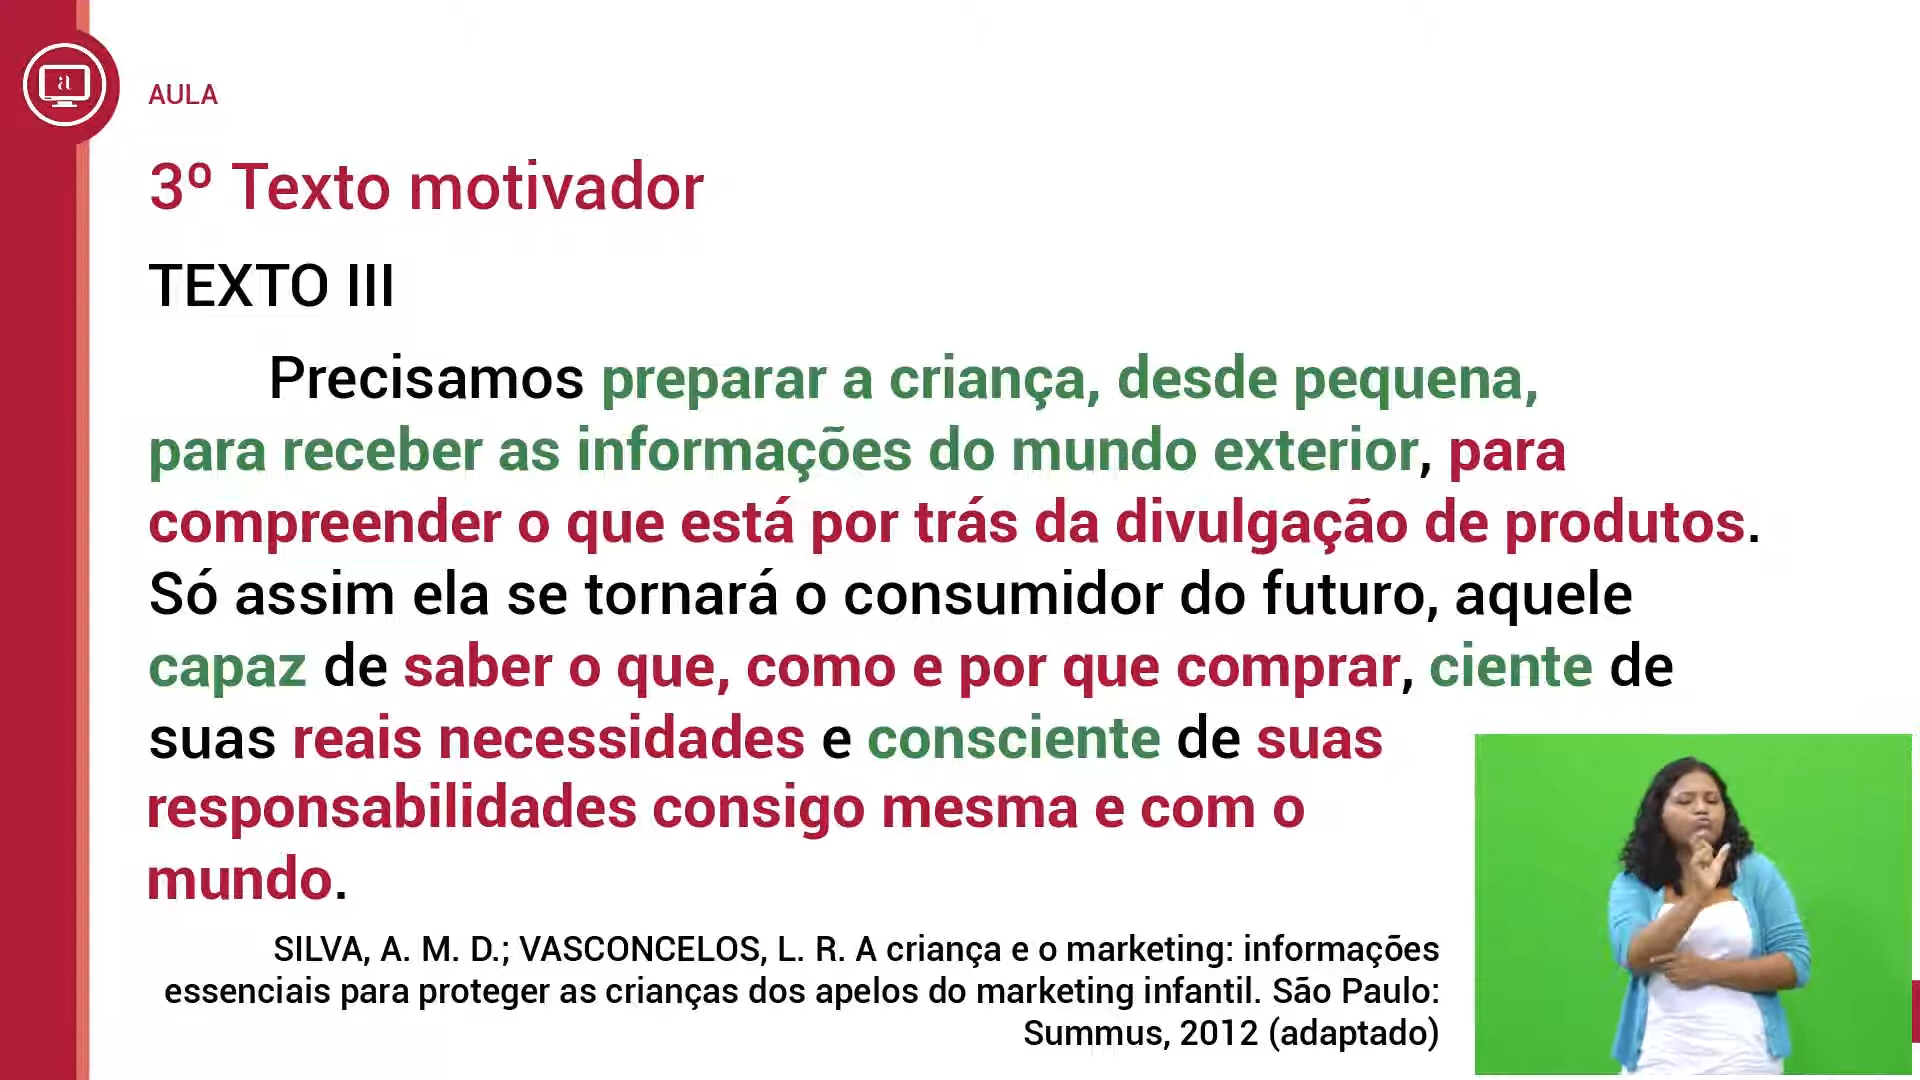 a
AULA
3º Texto motivador
TEXTO III
Precisamos preparar a criança, desde pequena,
para receber as informações do mundo exterior, para
compreender o que está por trás da divulgação de produtos.
Só assim ela se tornará o consumidor do futuro, aquele
capaz de saber o que, como e por que comprar, ciente de
suas reais necessidades e consciente de suas
responsabilidades consigo mesma e com o
mundo.
SILVA, A. M. D.; VASCONCELOS, L. R. A criança e o marketing: informações
essenciais para proteger as crianças dos apelos do marketing infantil. São Paulo:
Summus, 2012 (adaptado)